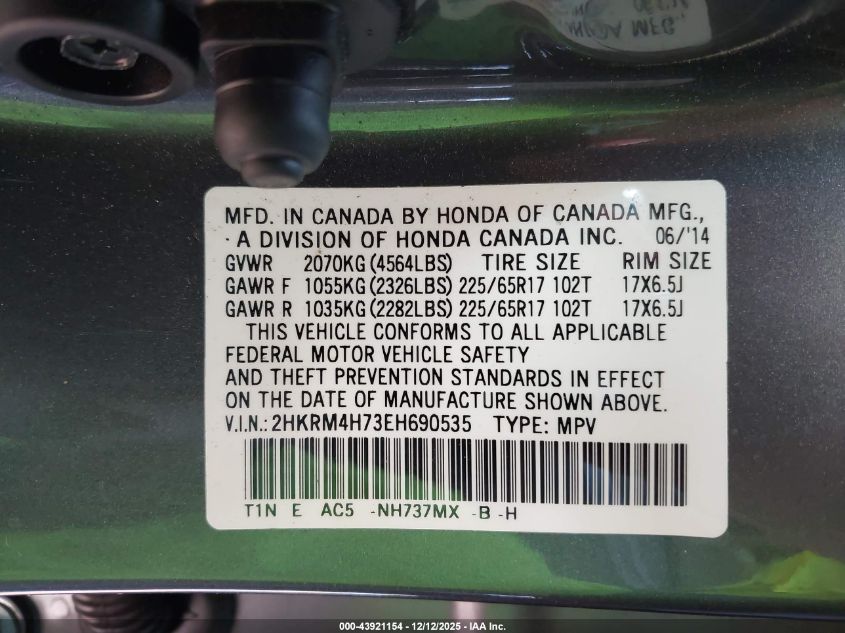 MFD. IN CANADA BY HONDA OF CANADA MFG.,
A DIVISION OF HONDA CANADA INC. 06/'14
GVWR 2070KG (4564LBS) TIRE SIZE RIM SIZE
GAWR F 1055KG (2326LBS) 225/65R17 102T 17X6.5J
GAWR R 1035KG (2282LBS) 225/65R17 102T 17X6.5J
THIS VEHICLE CONFORMS TO ALL APPLICABLE
FEDERAL MOTOR VEHICLE SAFETY
AND THEFT PREVENTION STANDARDS IN EFFECT
ON THE DATE OF MANUFACTURE SHOWN ABOVE.
V.I.N.: 2HKRM4H73EH690535 TYPE: MPV
T1N E AC5 -NH737MX -B -H
000-43921154 - 12/12/2025 - IAA Inc.